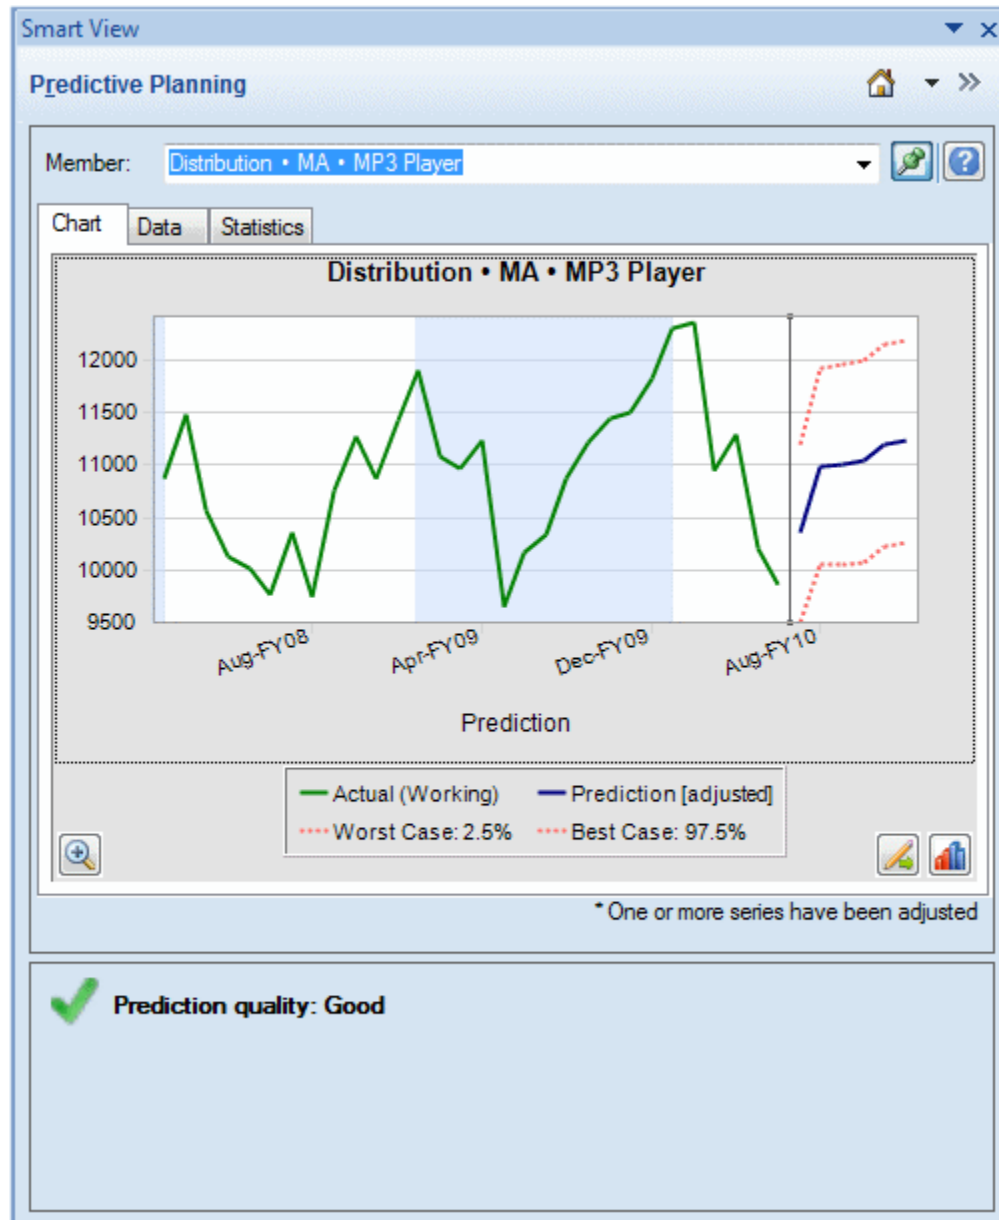 Smart View
Predictive Planning
Member: Distribution • MA • MP3 Player
Chart Data Statistics
Distribution • MA • MP3 Player
12000
11500
11000
10500
10000
9500
Aug-FY08 Apr-FY09 Dec-FY09 Aug-FY10
Prediction
Actual (Working) Prediction [adjusted]
Worst Case: 2.5% Best Case: 97.5%
* One or more series have been adjusted
Prediction quality: Good